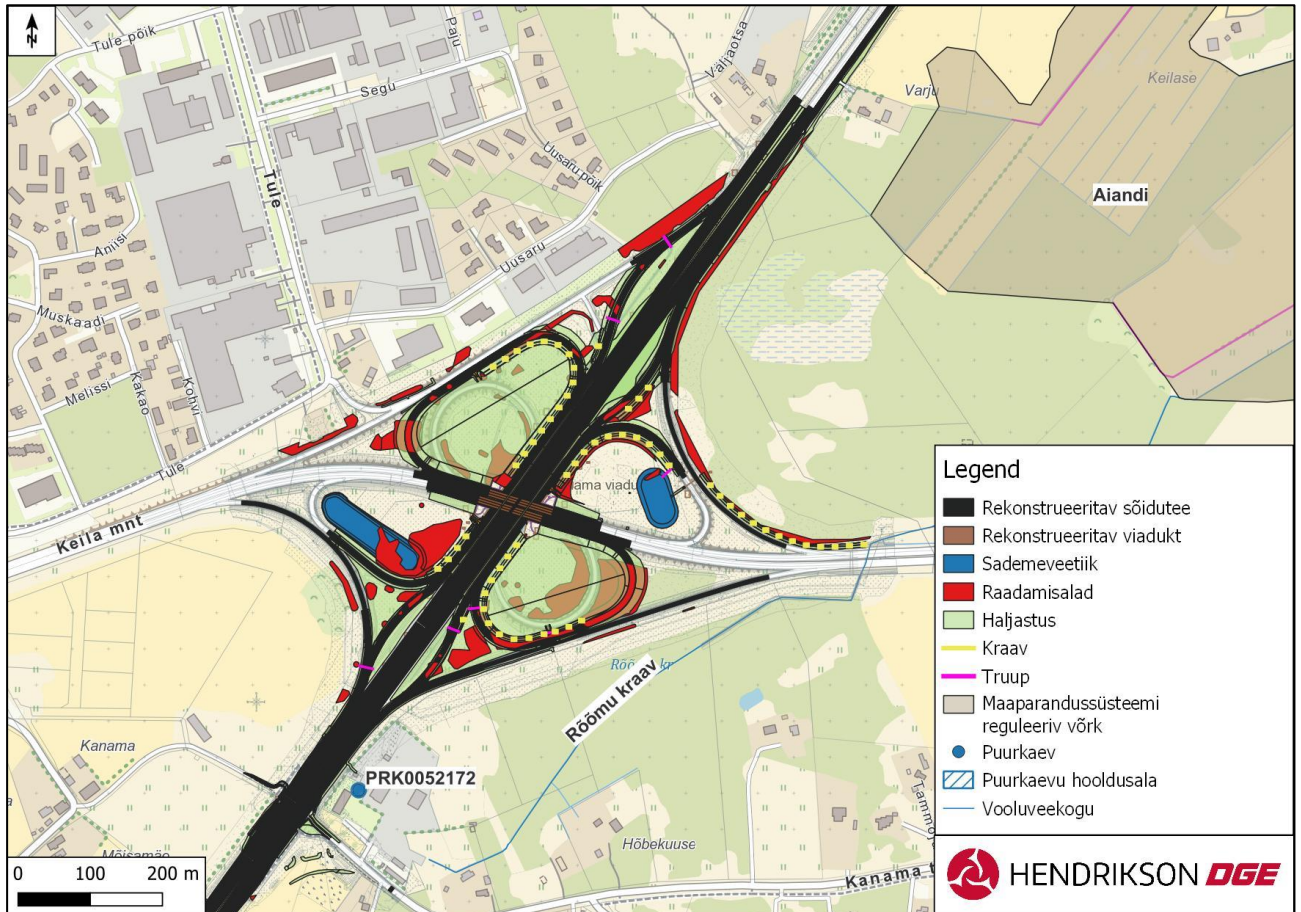 Tule põik
Paju
Segu
Väljaotsa
Varju
Keilase
Tule
Uusaru põik
Aiandi
Aniisi
Uusaru
Muskaadi
Melissi
Kakao
Kohvi
Tule
Keila mnt
Rõõmu kraav
PRK0052172
Kanama
Hõbekuuse
Mõisamäe
Kanama t
Legend
Rekonstrueeritav sõidutee
Rekonstrueeritav viadukt
Sademeveetiik
Raadamisalad
Haljastus
Kraav
Truup
Maaparandussüsteemi
reguleeriv võrk
Puurkaev
Puurkaevu hooldusala
Vooluveekogu
0 100 200 m
HENDRIKSON DGE